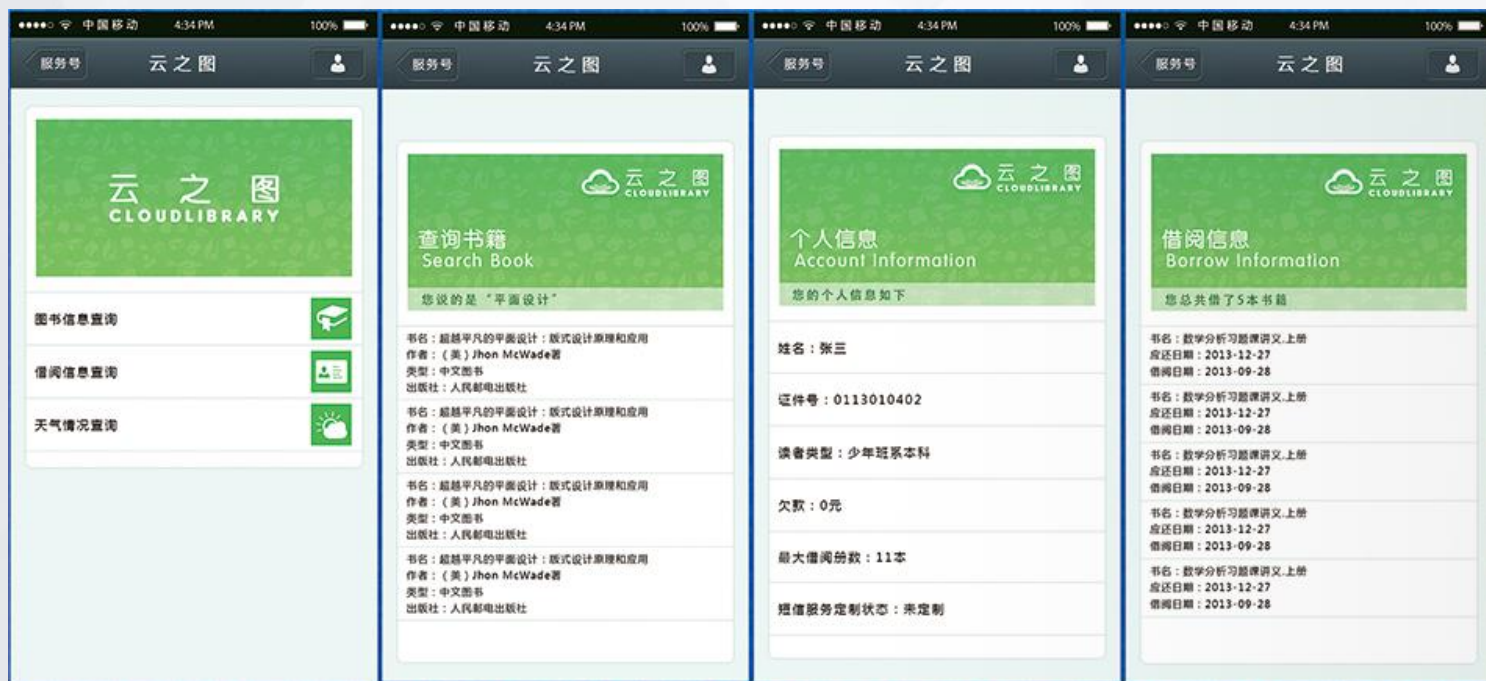 中国移动 4:34 PM 100%
服务号 云之图
云之图
CLOUDLIBRARY
图书信息查询
借阅信息查询
天气情况查询
中国移动 4:34 PM 100%
服务号 云之图
云之图
CLOUDLIBRARY
查询书籍
Search Book
您说的是“平面设计”
书名：超越平凡的平面设计：版式设计原理和应用
作者：（美）Jhon McWade著
类型：中文图书
出版社：人民邮电出版社
书名：超越平凡的平面设计：版式设计原理和应用
作者：（美）Jhon McWade著
类型：中文图书
出版社：人民邮电出版社
书名：超越平凡的平面设计：版式设计原理和应用
作者：（美）Jhon McWade著
类型：中文图书
出版社：人民邮电出版社
书名：超越平凡的平面设计：版式设计原理和应用
作者：（美）Jhon McWade著
类型：中文图书
出版社：人民邮电出版社
中国移动 4:34 PM 100%
服务号 云之图
云之图
CLOUDLIBRARY
个人信息
Account Information
您的个人信息如下
姓名：张三
证件号：0113010402
读者类型：少年班系本科
欠款：0元
最大借阅册数：11本
短信服务定制状态：未定制
中国移动 4:34 PM 100%
服务号 云之图
云之图
CLOUDLIBRARY
借阅信息
Borrow Information
您总共借了5本书籍
书名：数学分析习题课讲义.上册
应还日期：2013-12-27
借阅日期：2013-09-28
书名：数学分析习题课讲义.上册
应还日期：2013-12-27
借阅日期：2013-09-28
书名：数学分析习题课讲义.上册
应还日期：2013-12-27
借阅日期：2013-09-28
书名：数学分析习题课讲义.上册
应还日期：2013-12-27
借阅日期：2013-09-28
书名：数学分析习题课讲义.上册
应还日期：2013-12-27
借阅日期：2013-09-28